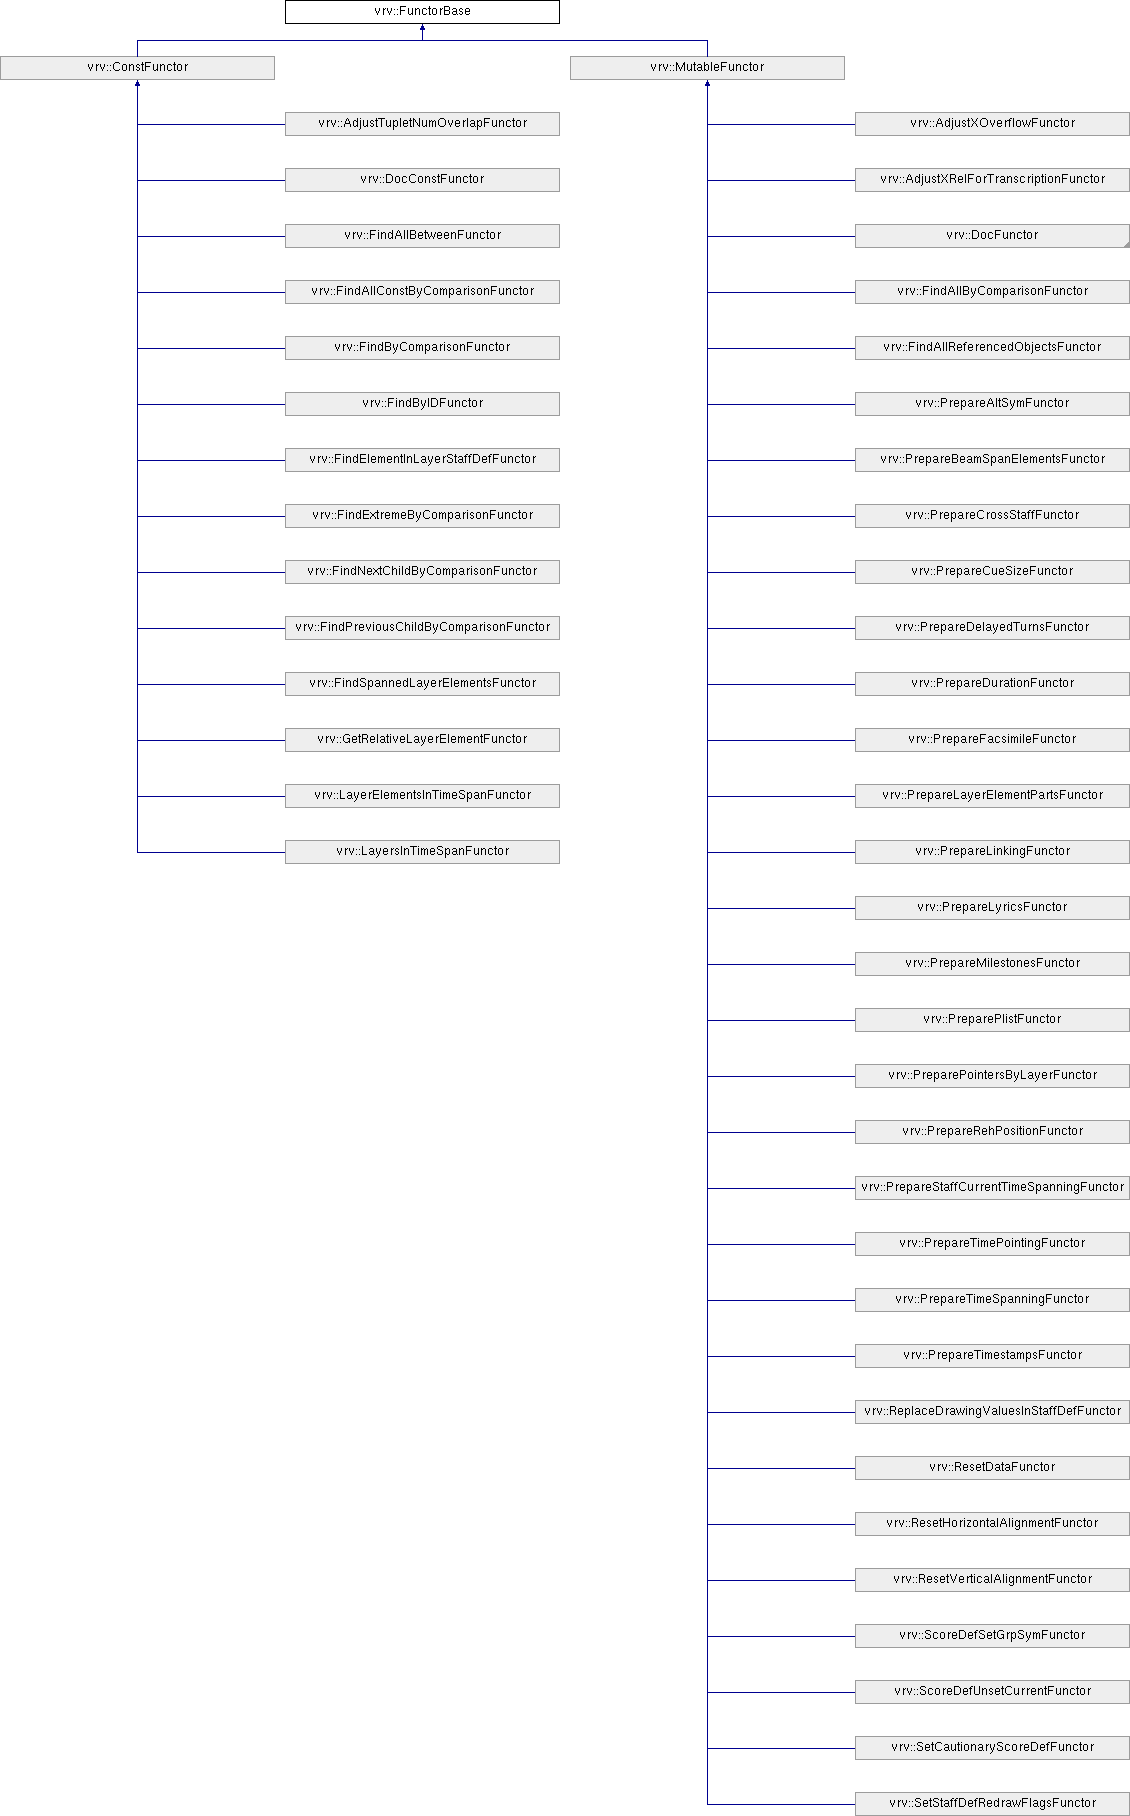 vrv::FunctorBase
vrv::ConstFunctor
vrv::MutableFunctor
vrv::AdjustTupletNumOverlapFunctor
vrv::DocConstFunctor
vrv::FindAllBetweenFunctor
vrv::FindAllConstByComparisonFunctor
vrv::FindByComparisonFunctor
vrv::FindByIDFunctor
vrv::FindElementInLayerStaffDefFunctor
vrv::FindExtremeByComparisonFunctor
vrv::FindNextChildByComparisonFunctor
vrv::FindPreviousChildByComparisonFunctor
vrv::FindSpannedLayerElementsFunctor
vrv::GetRelativeLayerElementFunctor
vrv::LayerElementsInTimeSpanFunctor
vrv::LayersInTimeSpanFunctor
vrv::AdjustXOverflowFunctor
vrv::AdjustXRelForTranscriptionFunctor
vrv::DocFunctor
vrv::FindAllByComparisonFunctor
vrv::FindAllReferencedObjectsFunctor
vrv::PrepareAltSymFunctor
vrv::PrepareBeamSpanElementsFunctor
vrv::PrepareCrossStaffFunctor
vrv::PrepareCueSizeFunctor
vrv::PrepareDelayedTurnsFunctor
vrv::PrepareDurationFunctor
vrv::PrepareFacsimileFunctor
vrv::PrepareLayerElementPartsFunctor
vrv::PrepareLinkingFunctor
vrv::PrepareLyricsFunctor
vrv::PrepareMilestonesFunctor
vrv::PreparePlistFunctor
vrv::PreparePointersByLayerFunctor
vrv::PrepareRehPositionFunctor
vrv::PrepareStaffCurrentTimeSpanningFunctor
vrv::PrepareTimePointingFunctor
vrv::PrepareTimeSpanningFunctor
vrv::PrepareTimestampsFunctor
vrv::ReplaceDrawingValuesInStaffDefFunctor
vrv::ResetDataFunctor
vrv::ResetHorizontalAlignmentFunctor
vrv::ResetVerticalAlignmentFunctor
vrv::ScoreDefSetGrpSymFunctor
vrv::ScoreDefUnsetCurrentFunctor
vrv::SetCautionaryScoreDefFunctor
vrv::SetStaffDefRedrawFlagsFunctor